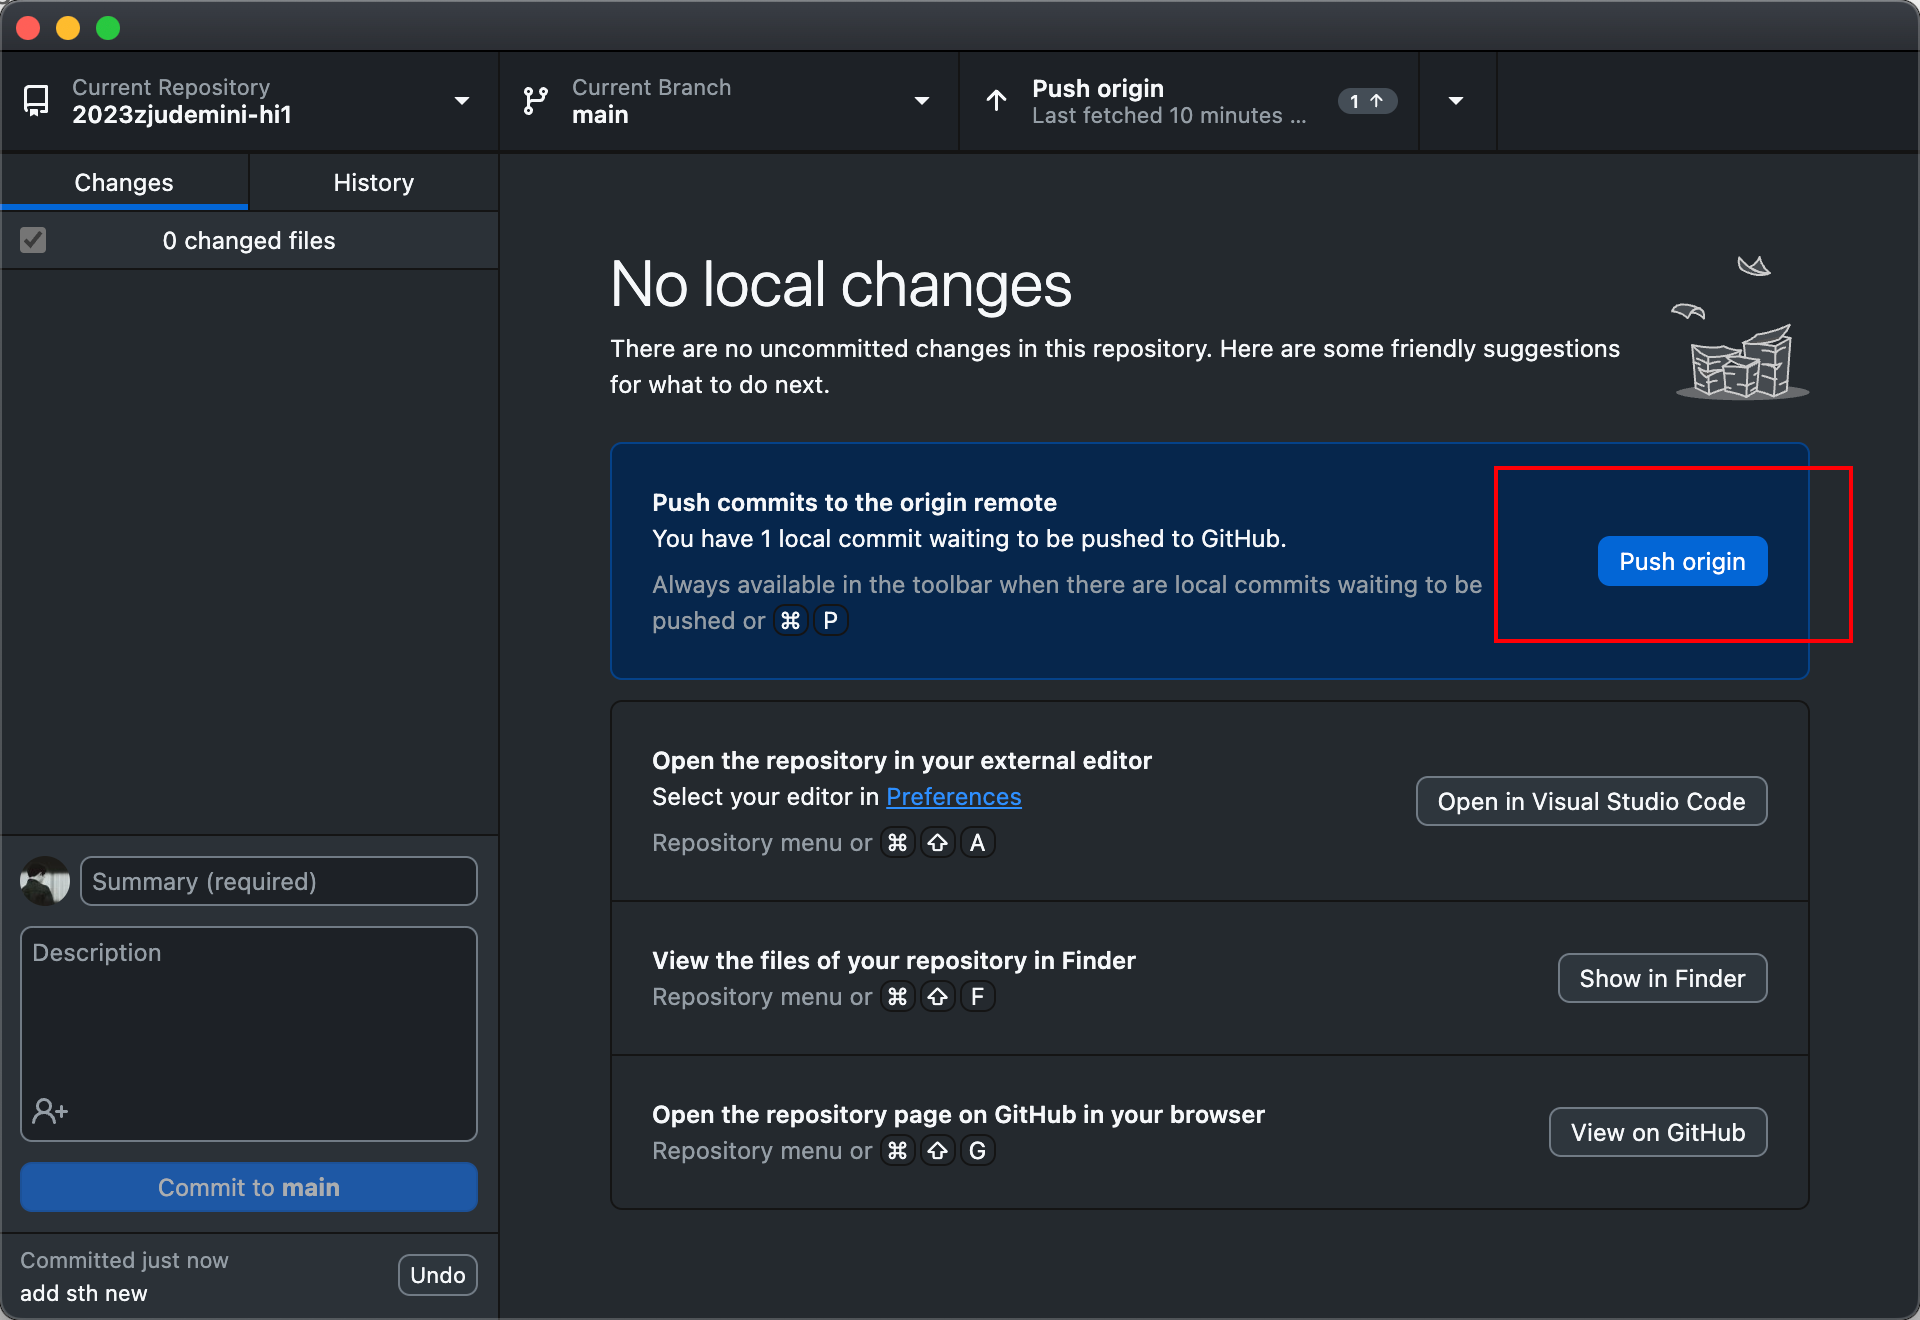 Current Repository
2023zjudemini-hi1
Current Branch
main
Push origin
Last fetched 10 minutes ...
1
Changes
History
0 changed files
No local changes
There are no uncommitted changes in this repository. Here are some friendly suggestions
for what to do next.
Push commits to the origin remote
You have 1 local commit waiting to be pushed to GitHub.
Always available in the toolbar when there are local commits waiting to be
pushed or ⌘ P
Push origin
Open the repository in your external editor
Select your editor in Preferences
Repository menu or ⌘ ⇧ A
Open in Visual Studio Code
View the files of your repository in Finder
Repository menu or ⌘ ⇧ F
Show in Finder
Open the repository page on GitHub in your browser
Repository menu or ⌘ ⇧ G
View on GitHub
Summary (required)
Description
Commit to main
Committed just now
add sth new
Undo